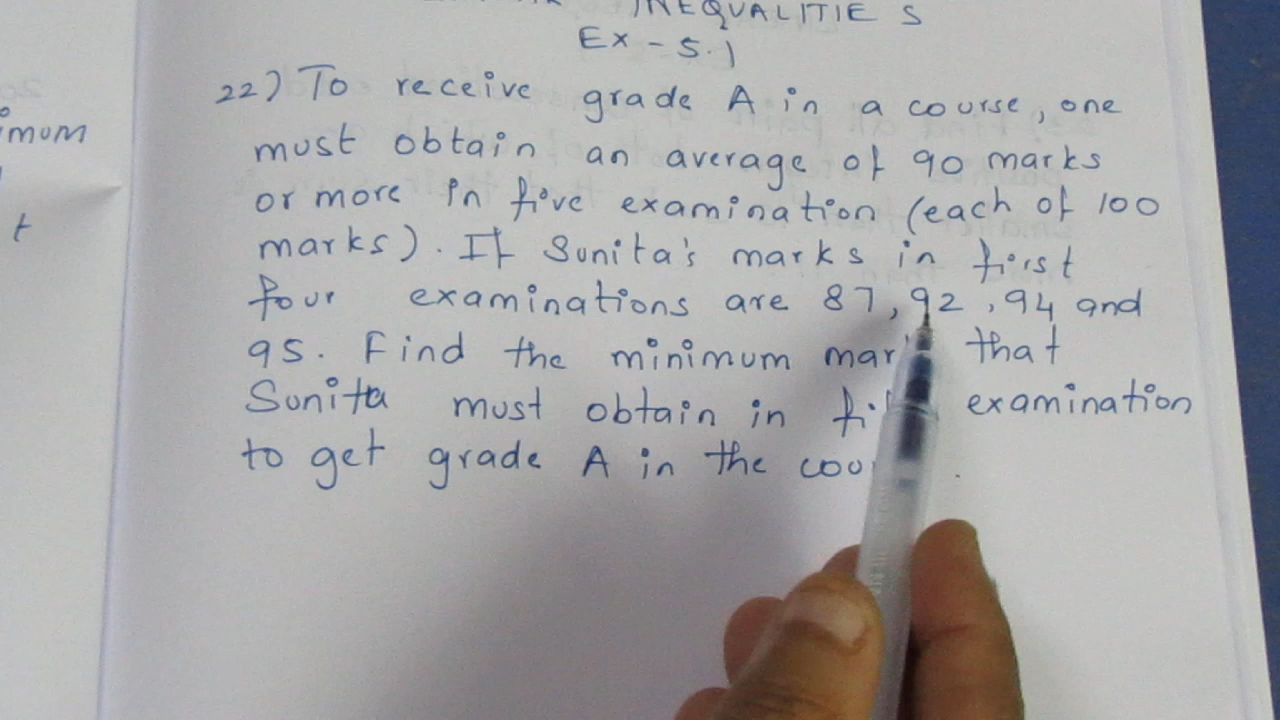 INEQUALITIES
Ex - 5.1
22) To receive grade A in a course, one
must obtain an average of 90 marks
or more in five examination (each of 100
marks). If Sunita's marks in first
four examinations are 87, 92, 94 and
95. Find the minimum that
Sunita must obtain in examination
to get grade A in the
imum
t